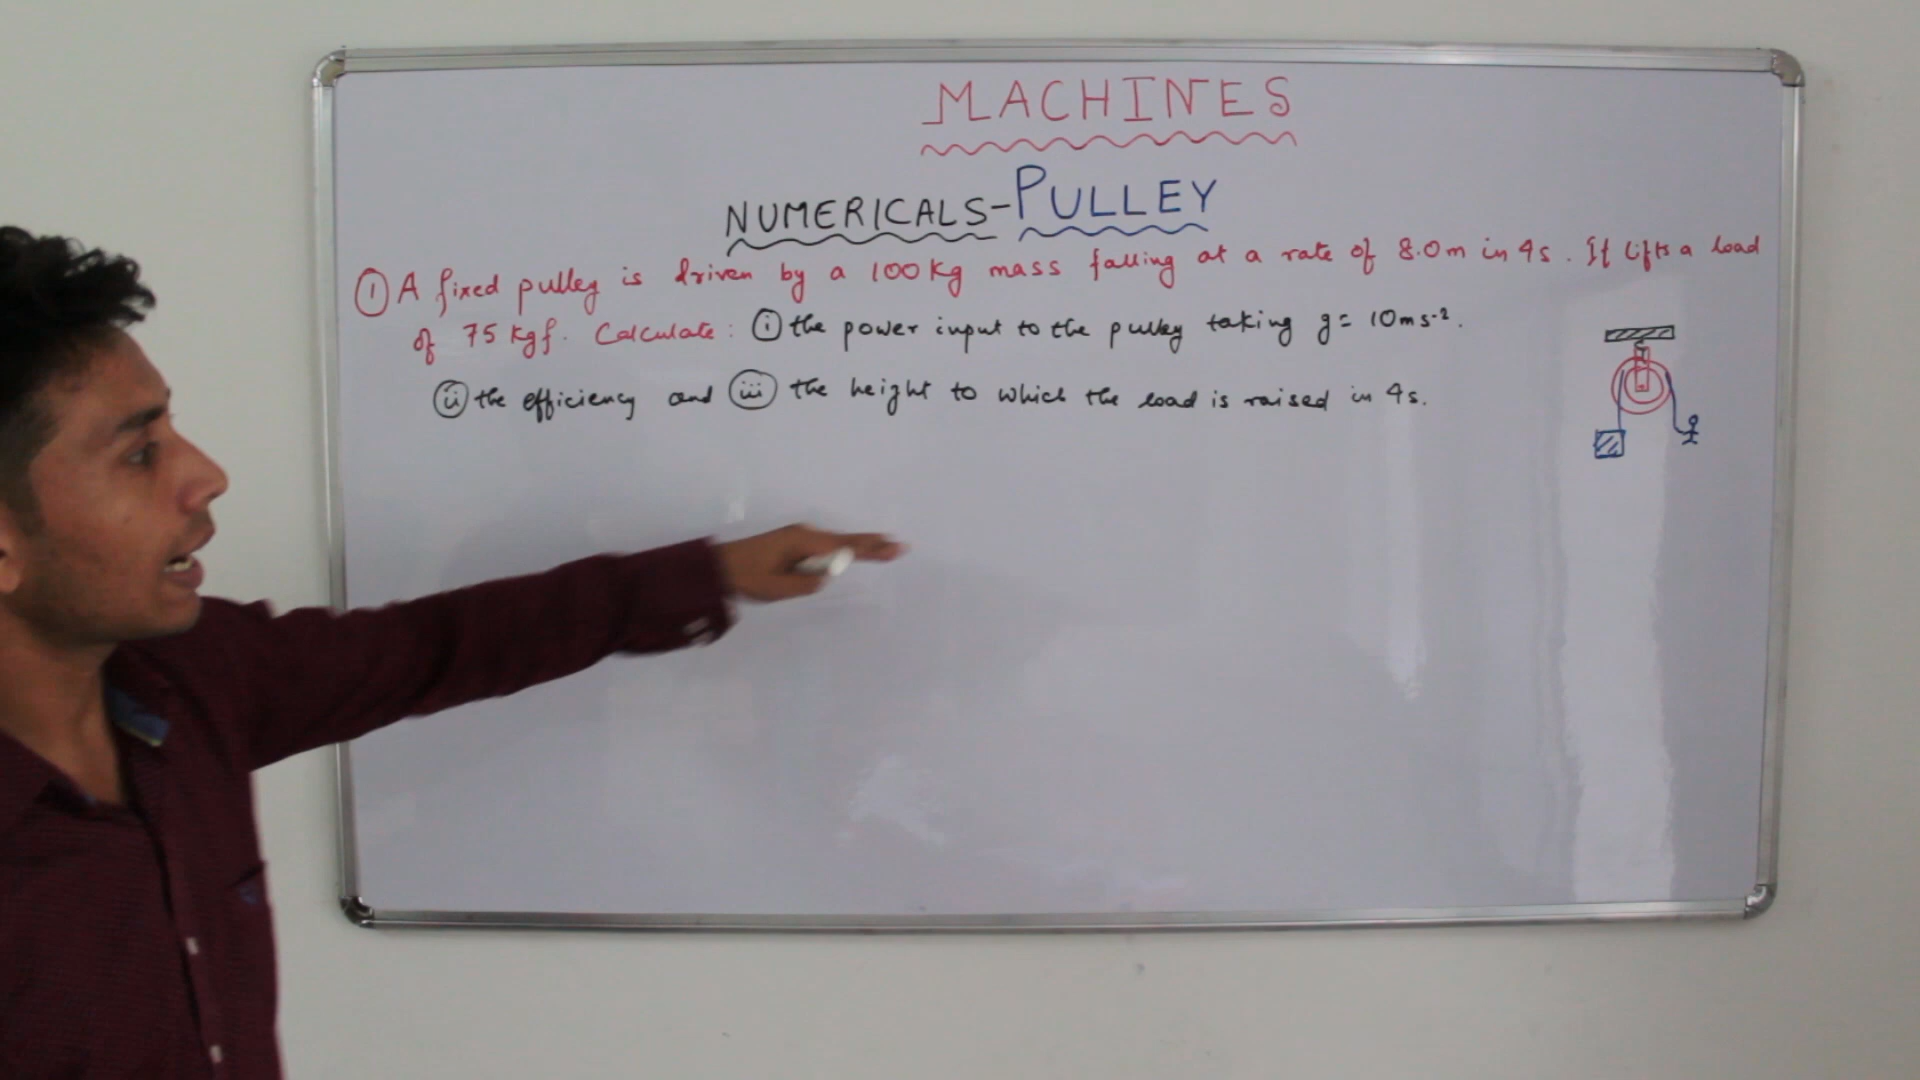 MACHINES
NUMERICALS-PULLEY
① A fixed pulley is driven by a 100 kg mass falling at a rate of 8.0 m in 4s. It lifts a load
of 75 kgf. Calculate: ⓘ the power input to the pulley taking g = 10 ms⁻².
ⓘⓘ the efficiency and ⓘⓘⓘ the height to which the load is raised in 4s.